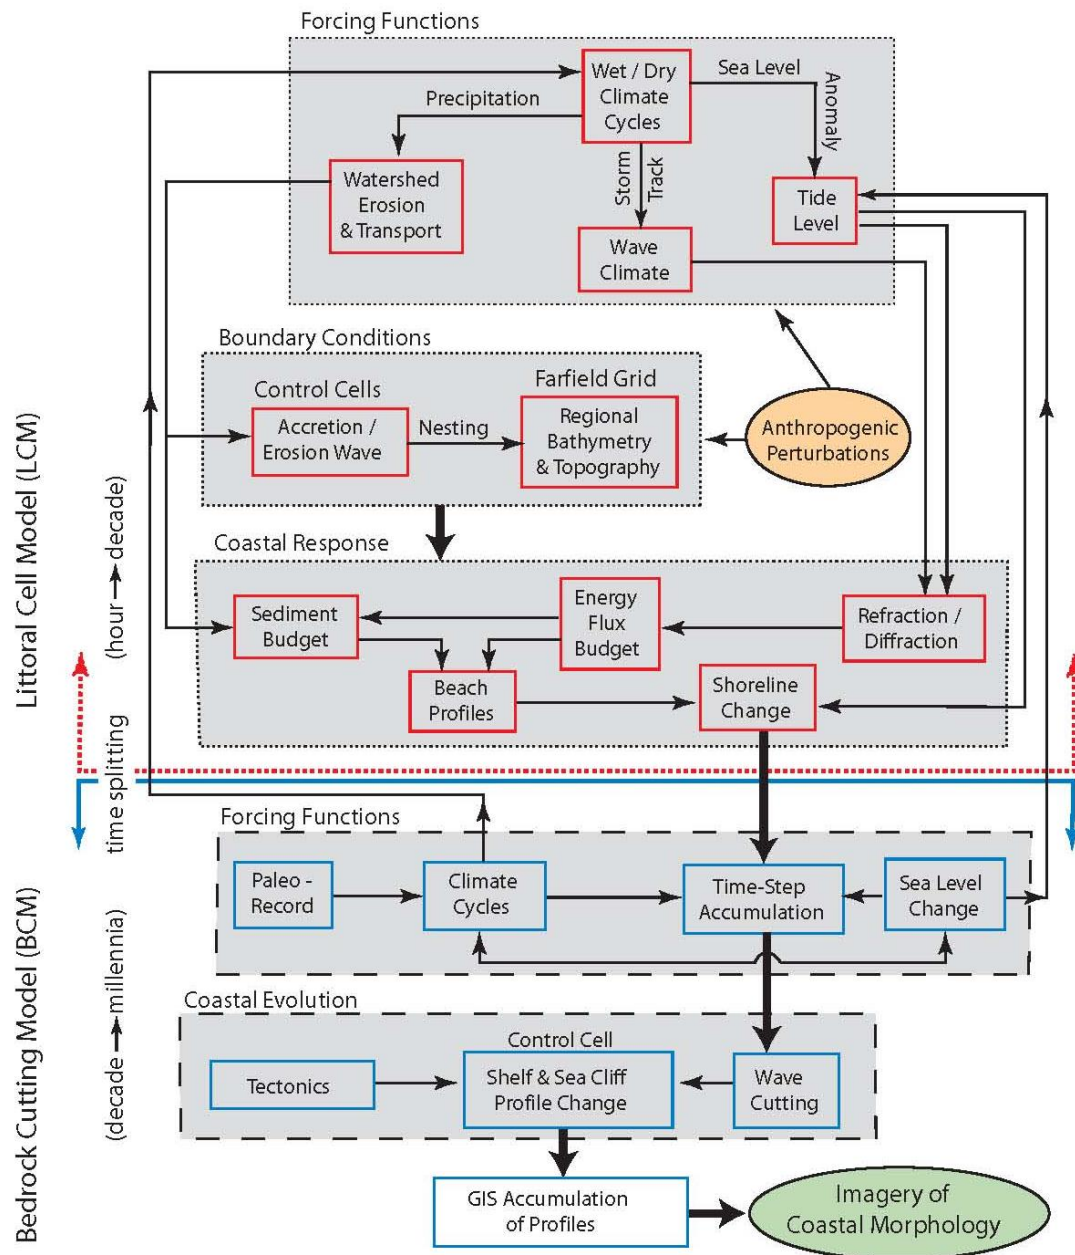 Forcing Functions
Wet / Dry
Climate
Cycles
Sea Level
Anomaly
Precipitation
Storm
Track
Watershed
Erosion
& Transport
Tide
Level
Wave
Climate
Boundary Conditions
Control Cells
Farfield Grid
Accretion /
Erosion Wave
Nesting
Regional
Bathymetry
& Topography
Anthropogenic
Perturbations
Littoral Cell Model (LCM)
(hour → decade)
Coastal Response
Sediment
Budget
Energy
Flux
Budget
Refraction /
Diffraction
Beach
Profiles
Shoreline
Change
time splitting
Forcing Functions
Paleo -
Record
Climate
Cycles
Time-Step
Accumulation
Sea Level
Change
Bedrock Cutting Model (BCM)
(decade → millennia)
Coastal Evolution
Control Cell
Tectonics
Shelf & Sea Cliff
Profile Change
Wave
Cutting
GIS Accumulation
of Profiles
Imagery of
Coastal Morphology